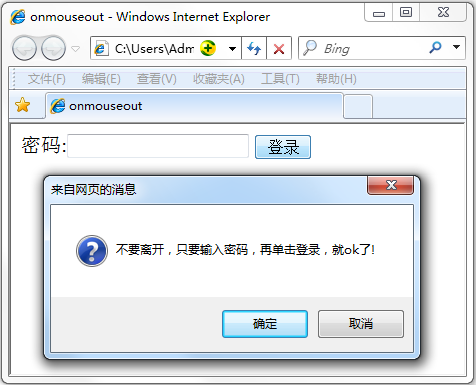 onmouseout - Windows Internet Explorer
C:\Users\Adm
Bing
文件(F) 编辑(E) 查看(V) 收藏夹(A) 工具(T) 帮助(H)
onmouseout
密码:
登录
来自网页的消息
不要离开，只要输入密码，再单击登录，就ok了!
确定
取消